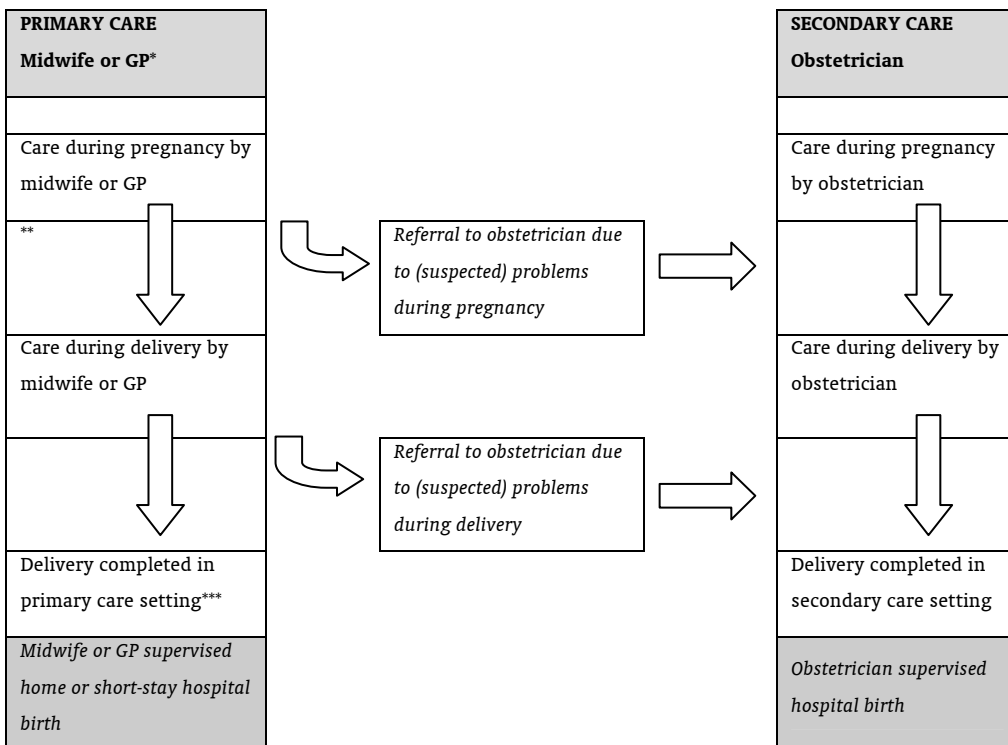 PRIMARY CARE
Midwife or GP*
Care during pregnancy by
midwife or GP
**
Care during delivery by
midwife or GP
Delivery completed in
primary care setting***
Midwife or GP supervised
home or short-stay hospital
birth
Referral to obstetrician due
to (suspected) problems
during pregnancy
Referral to obstetrician due
to (suspected) problems
during delivery
SECONDARY CARE
Obstetrician
Care during pregnancy
by obstetrician
Care during delivery by
obstetrician
Delivery completed in
secondary care setting
Obstetrician supervised
hospital birth